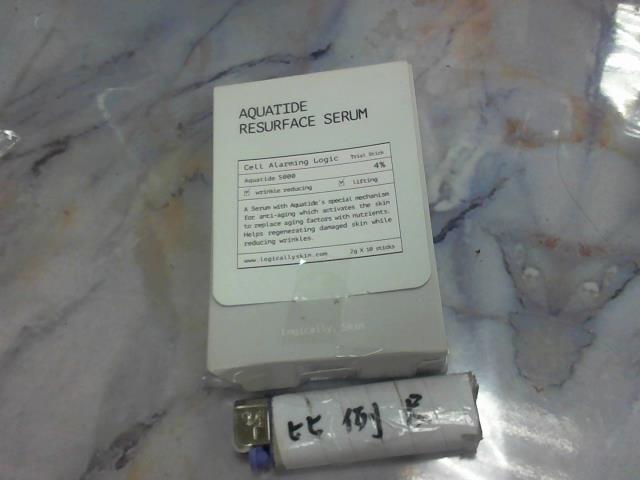 AQUATIDE
RESURFACE SERUM
Cell Alarming Logic Trial Stick
Aquatide 5000 4%
wrinkle reducing lifting
A Serum with Aquatide's special mechanism
for anti-aging which activates the skin
to replace aging factors with nutrients.
Helps regenerating damaged skin while
reducing wrinkles.
www.logicallyskin.com 2g X 10 sticks
Logically, Skin
比例